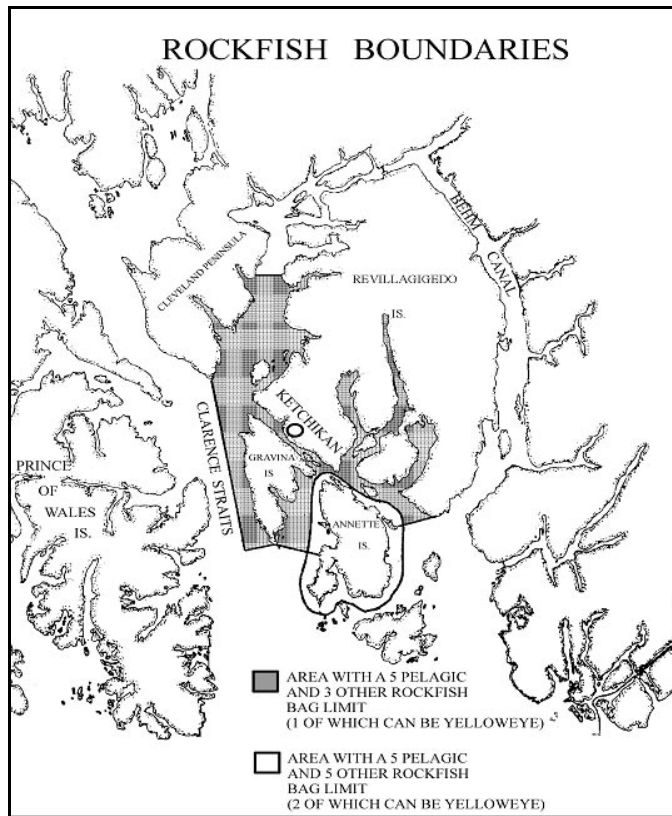 ROCKFISH BOUNDARIES
BEHM
CANAL
CLEVELAND PENINSULA
REVILLAGIGEDO
IS.
KETCHIKAN
CLARENCE STRAITS
GRAVINA
IS
PRINCE
OF
WALES
IS.
ANNETTE
IS.
AREA WITH A 5 PELAGIC
AND 3 OTHER ROCKFISH
BAG LIMIT
(1 OF WHICH CAN BE YELLOWEYE)
AREA WITH A 5 PELAGIC
AND 5 OTHER ROCKFISH
BAG LIMIT
(2 OF WHICH CAN BE YELLOWEYE)